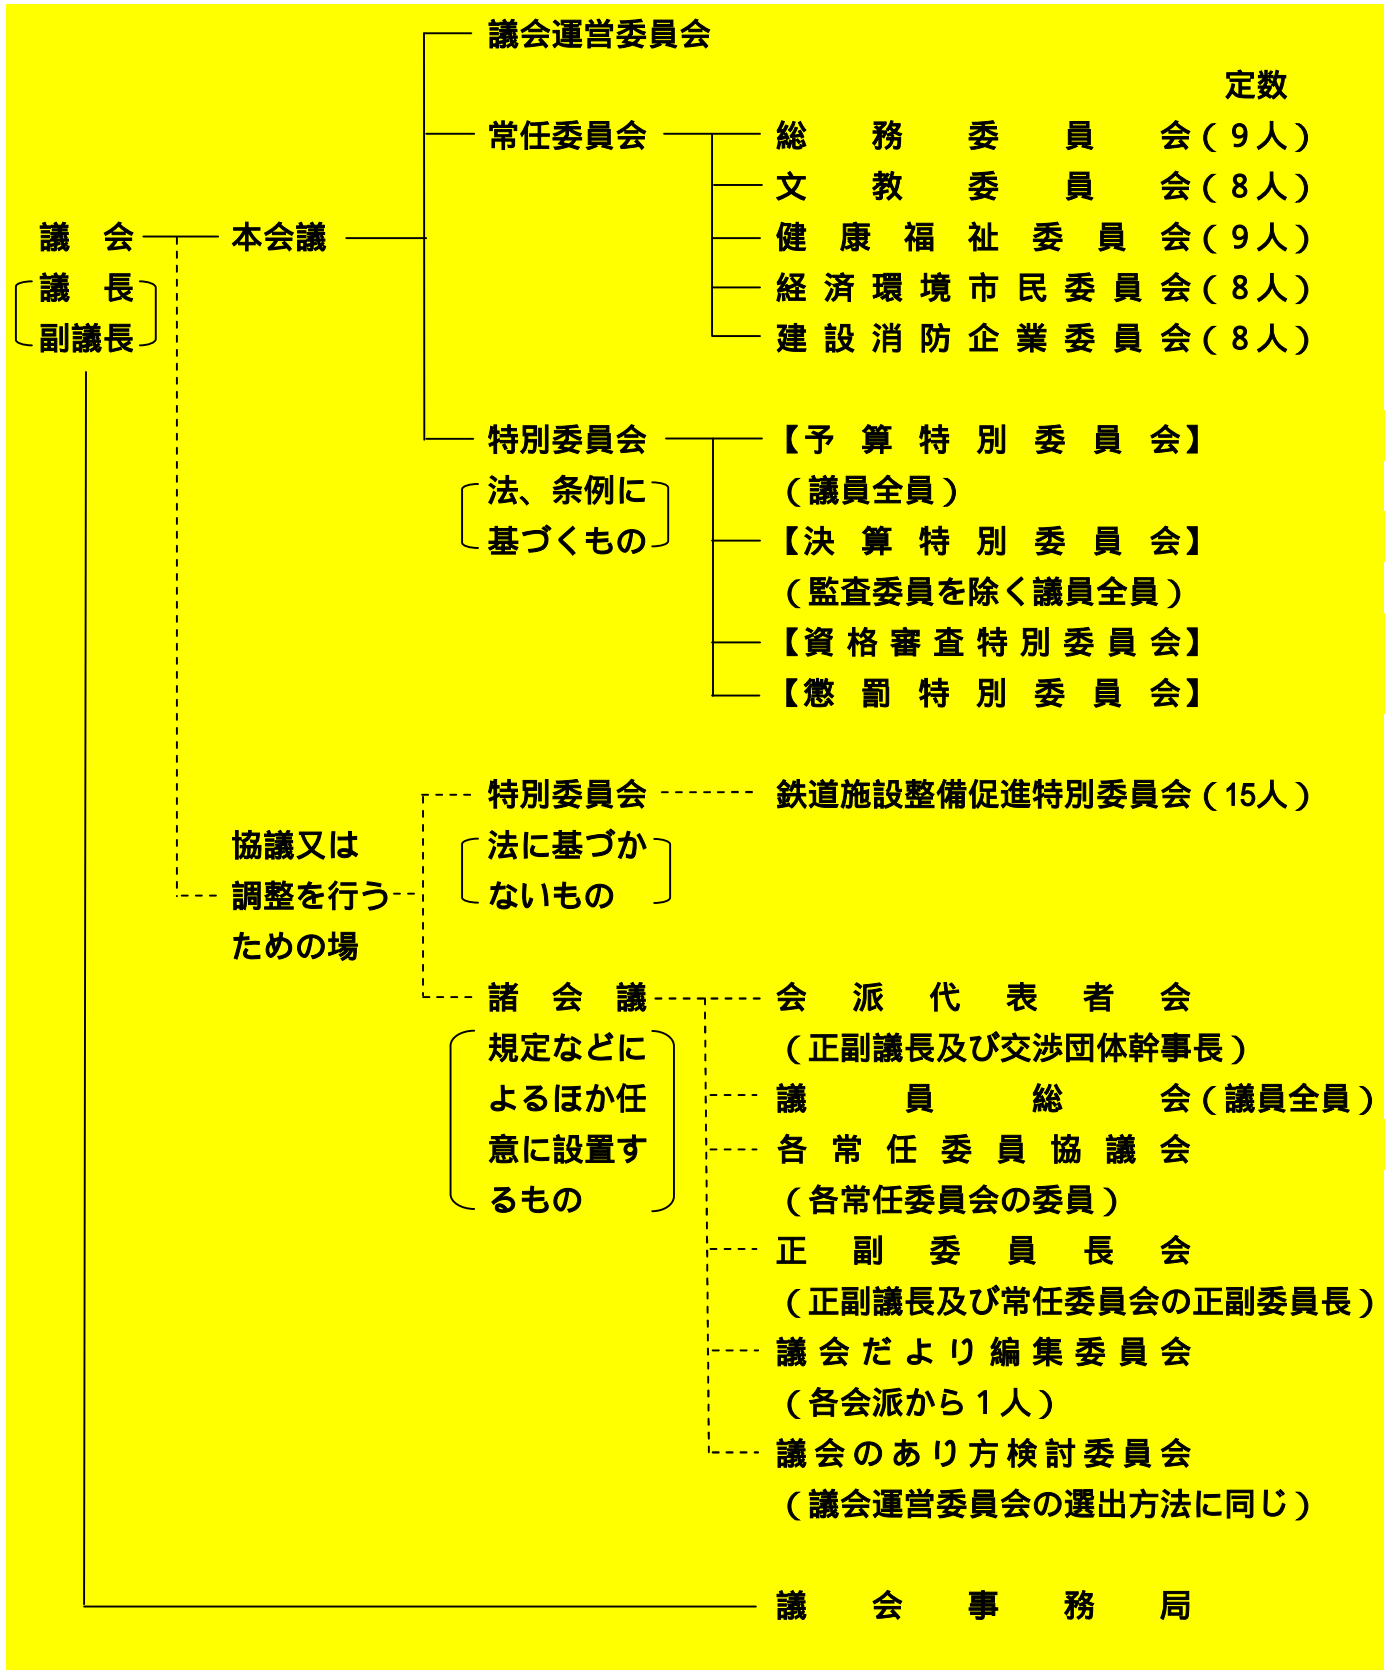 議会運営委員会
定数
常任委員会 総務委員会(9人)
文教委員会(8人)
議会 本会議 健康福祉委員会(9人)
議長 経済環境市民委員会(8人)
副議長 建設消防企業委員会(8人)
特別委員会 【予算特別委員会】
法、条例に (議員全員)
基づくもの 【決算特別委員会】
(監査委員を除く議員全員)
【資格審査特別委員会】
【懲罰特別委員会】
特別委員会 鉄道施設整備促進特別委員会(15人)
協議又は 法に基づか
調整を行う ないもの
ための場
諸会議 会派代表者会
規定などに (正副議長及び交渉団体幹事長)
よるほか任 議員総会(議員全員)
意に設置す 各常任委員協議会
るもの (各常任委員会の委員)
正副委員長会
(正副議長及び常任委員会の正副委員長)
議会だより編集委員会
(各会派から1人)
議会のあり方検討委員会
(議会運営委員会の選出方法に同じ)
議会事務局